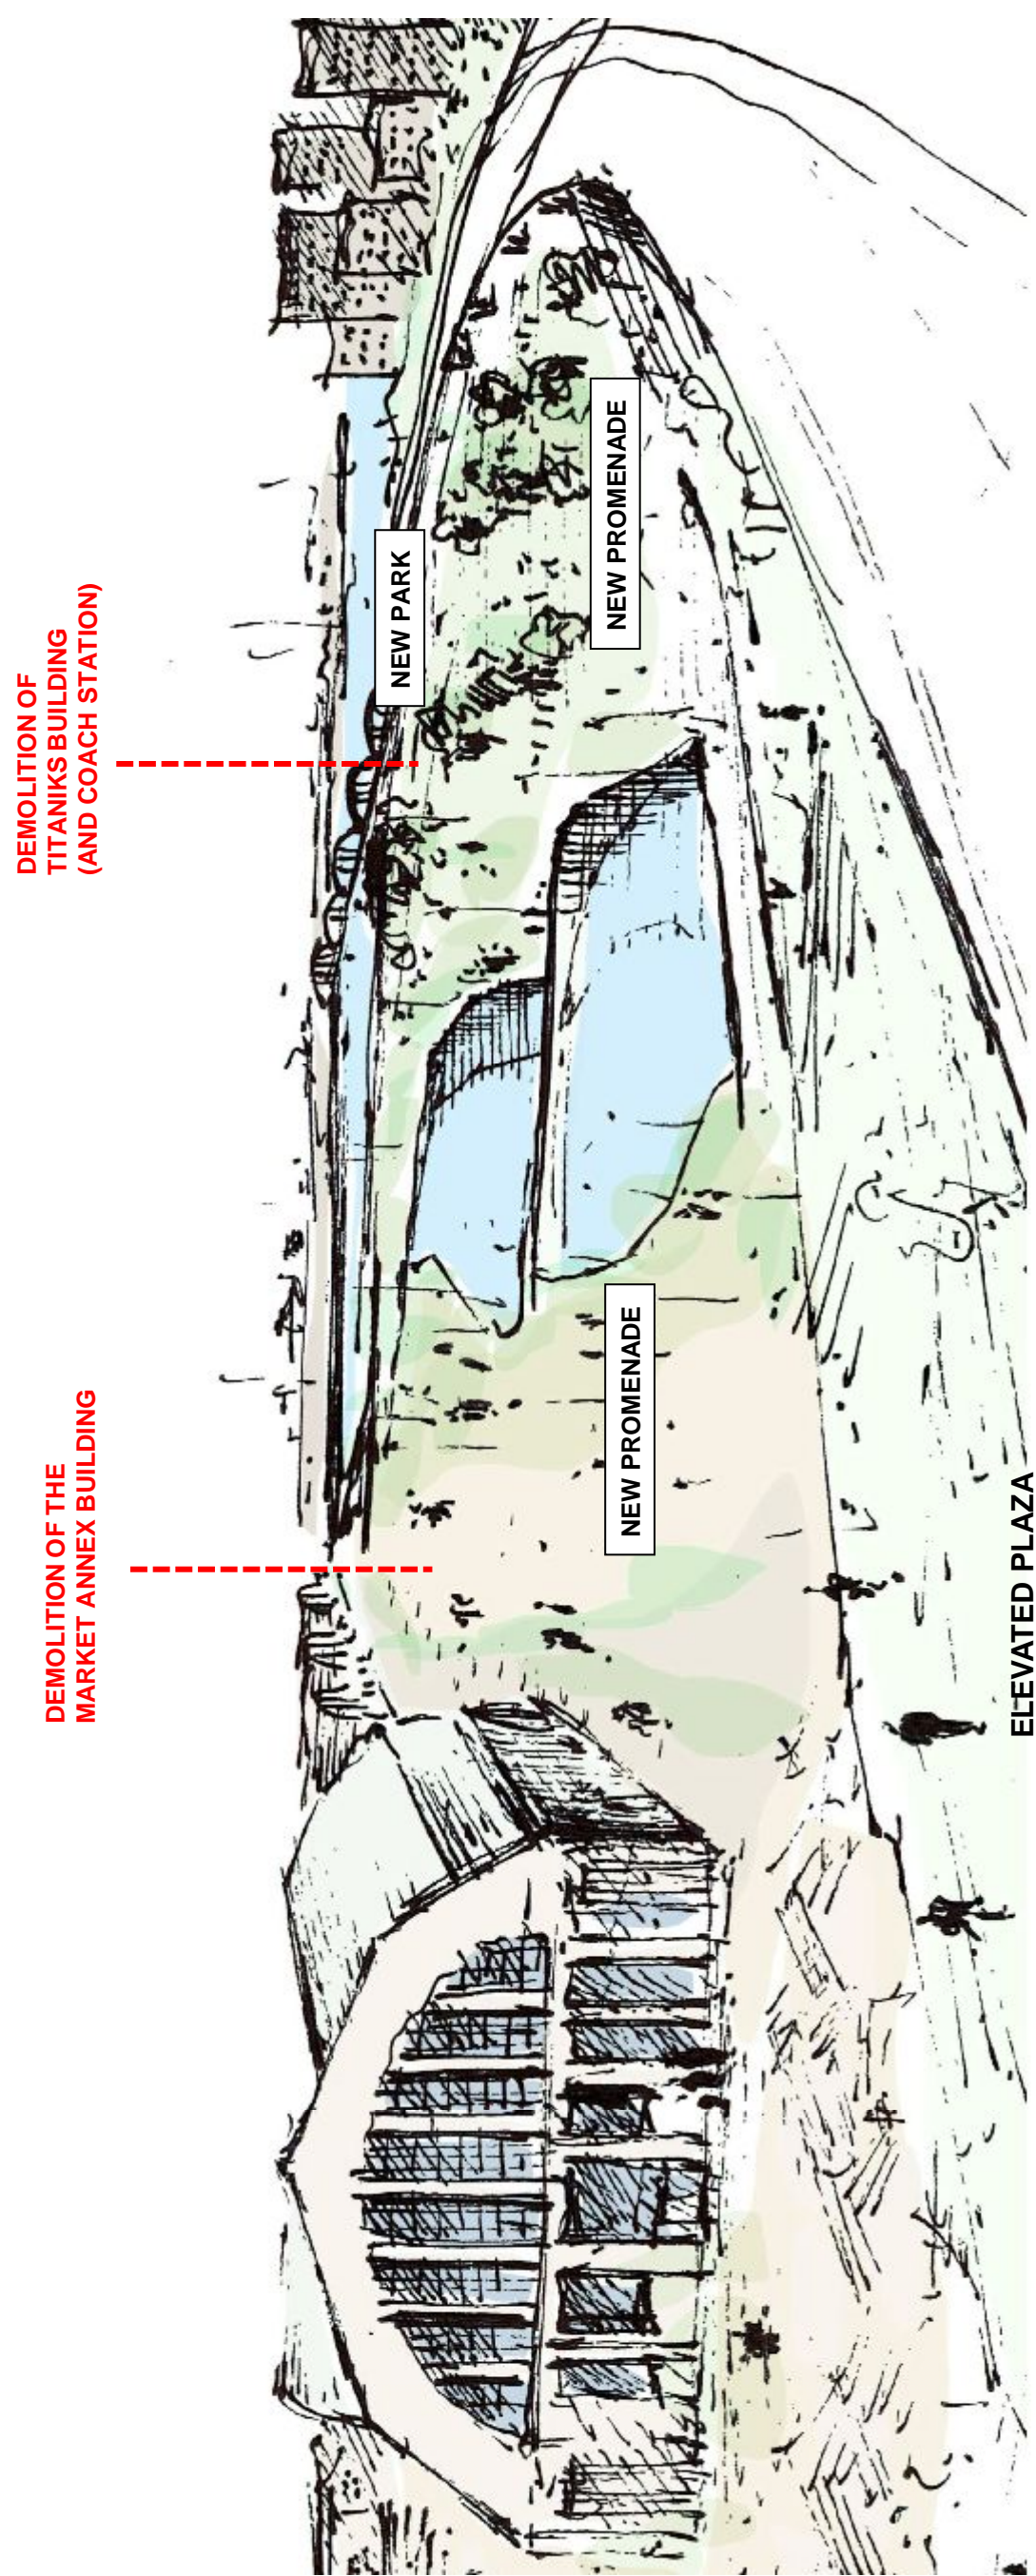 DEMOLITION OF THE
MARKET ANNEX BUILDING
DEMOLITION OF
TITANIKS BUILDING
(AND COACH STATION)
NEW PARK
NEW PROMENADE
NEW PROMENADE
ELEVATED PLAZA